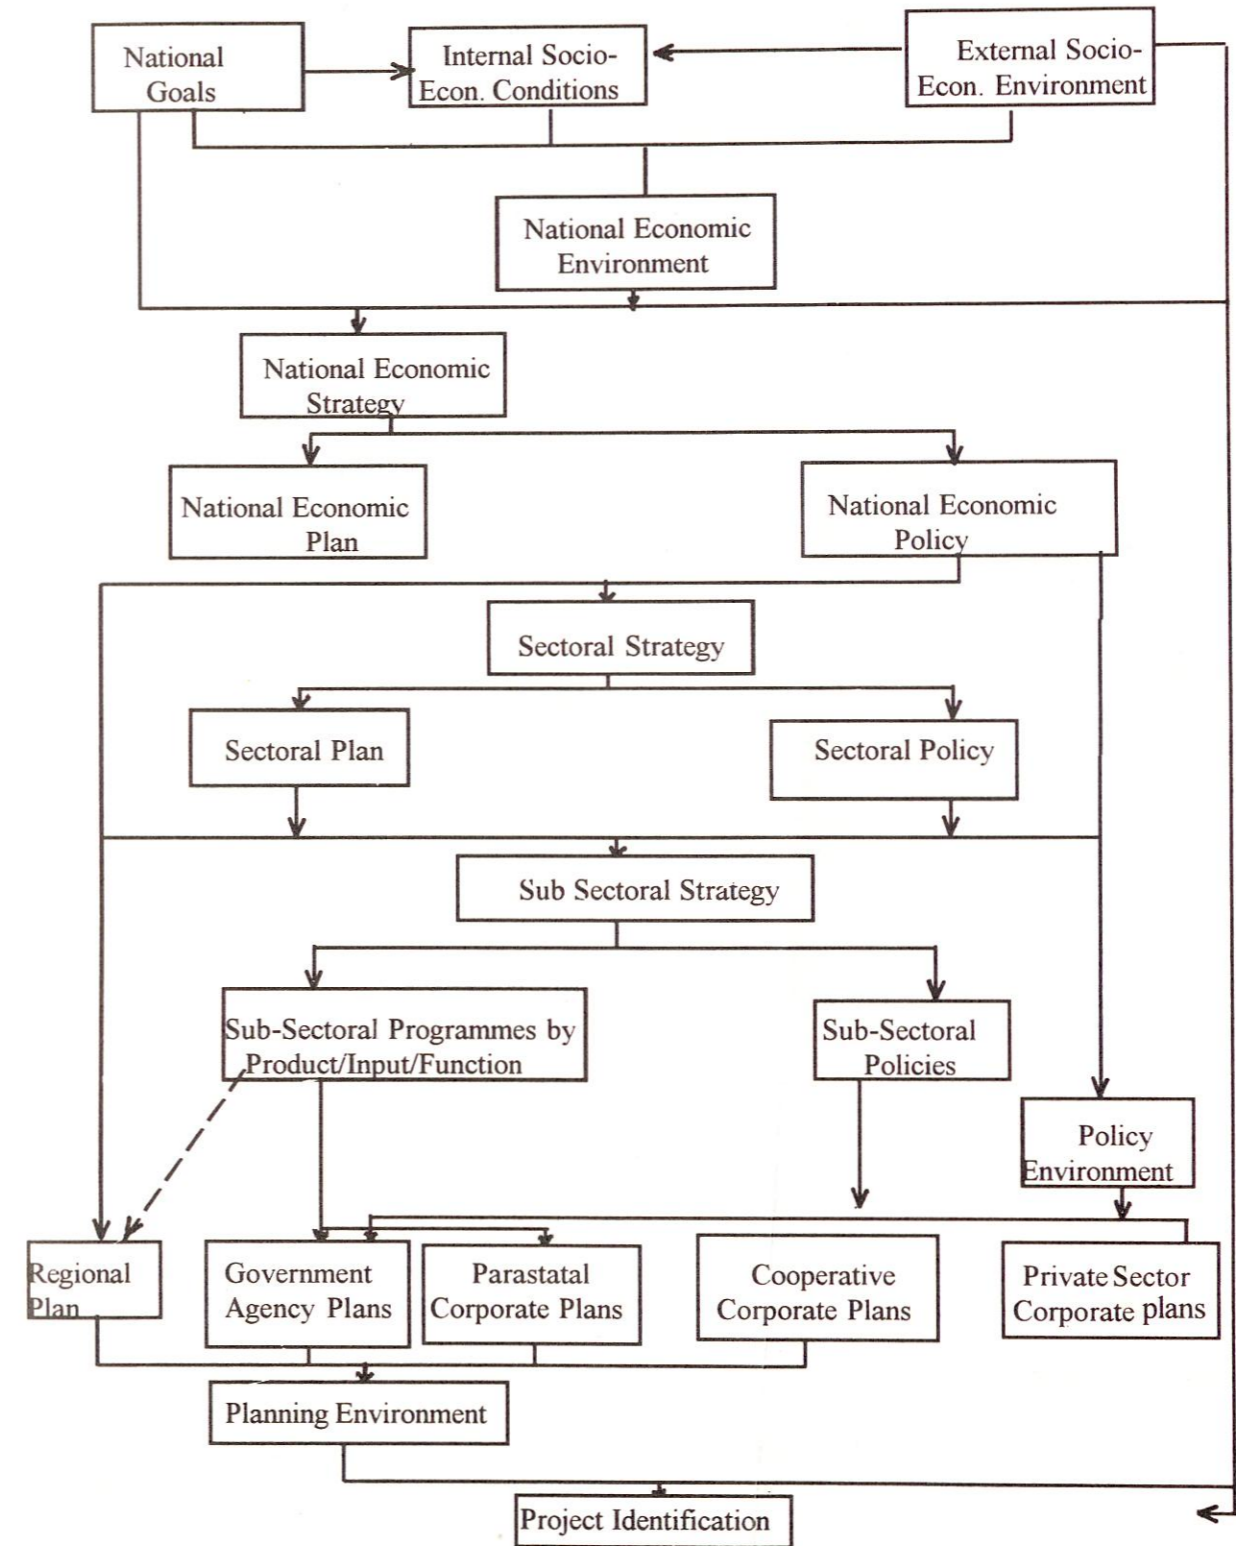 National
Goals
Internal Socio-
Econ. Conditions
External Socio-
Econ. Environment
National Economic
Environment
National Economic
Strategy
National Economic
Plan
National Economic
Policy
Sectoral Strategy
Sectoral Plan
Sectoral Policy
Sub Sectoral Strategy
Sub-Sectoral Programmes by
Product/Input/Function
Sub-Sectoral
Policies
Policy
Environment
Regional
Plan
Government
Agency Plans
Parastatal
Corporate Plans
Cooperative
Corporate Plans
Private Sector
Corporate plans
Planning Environment
Project Identification